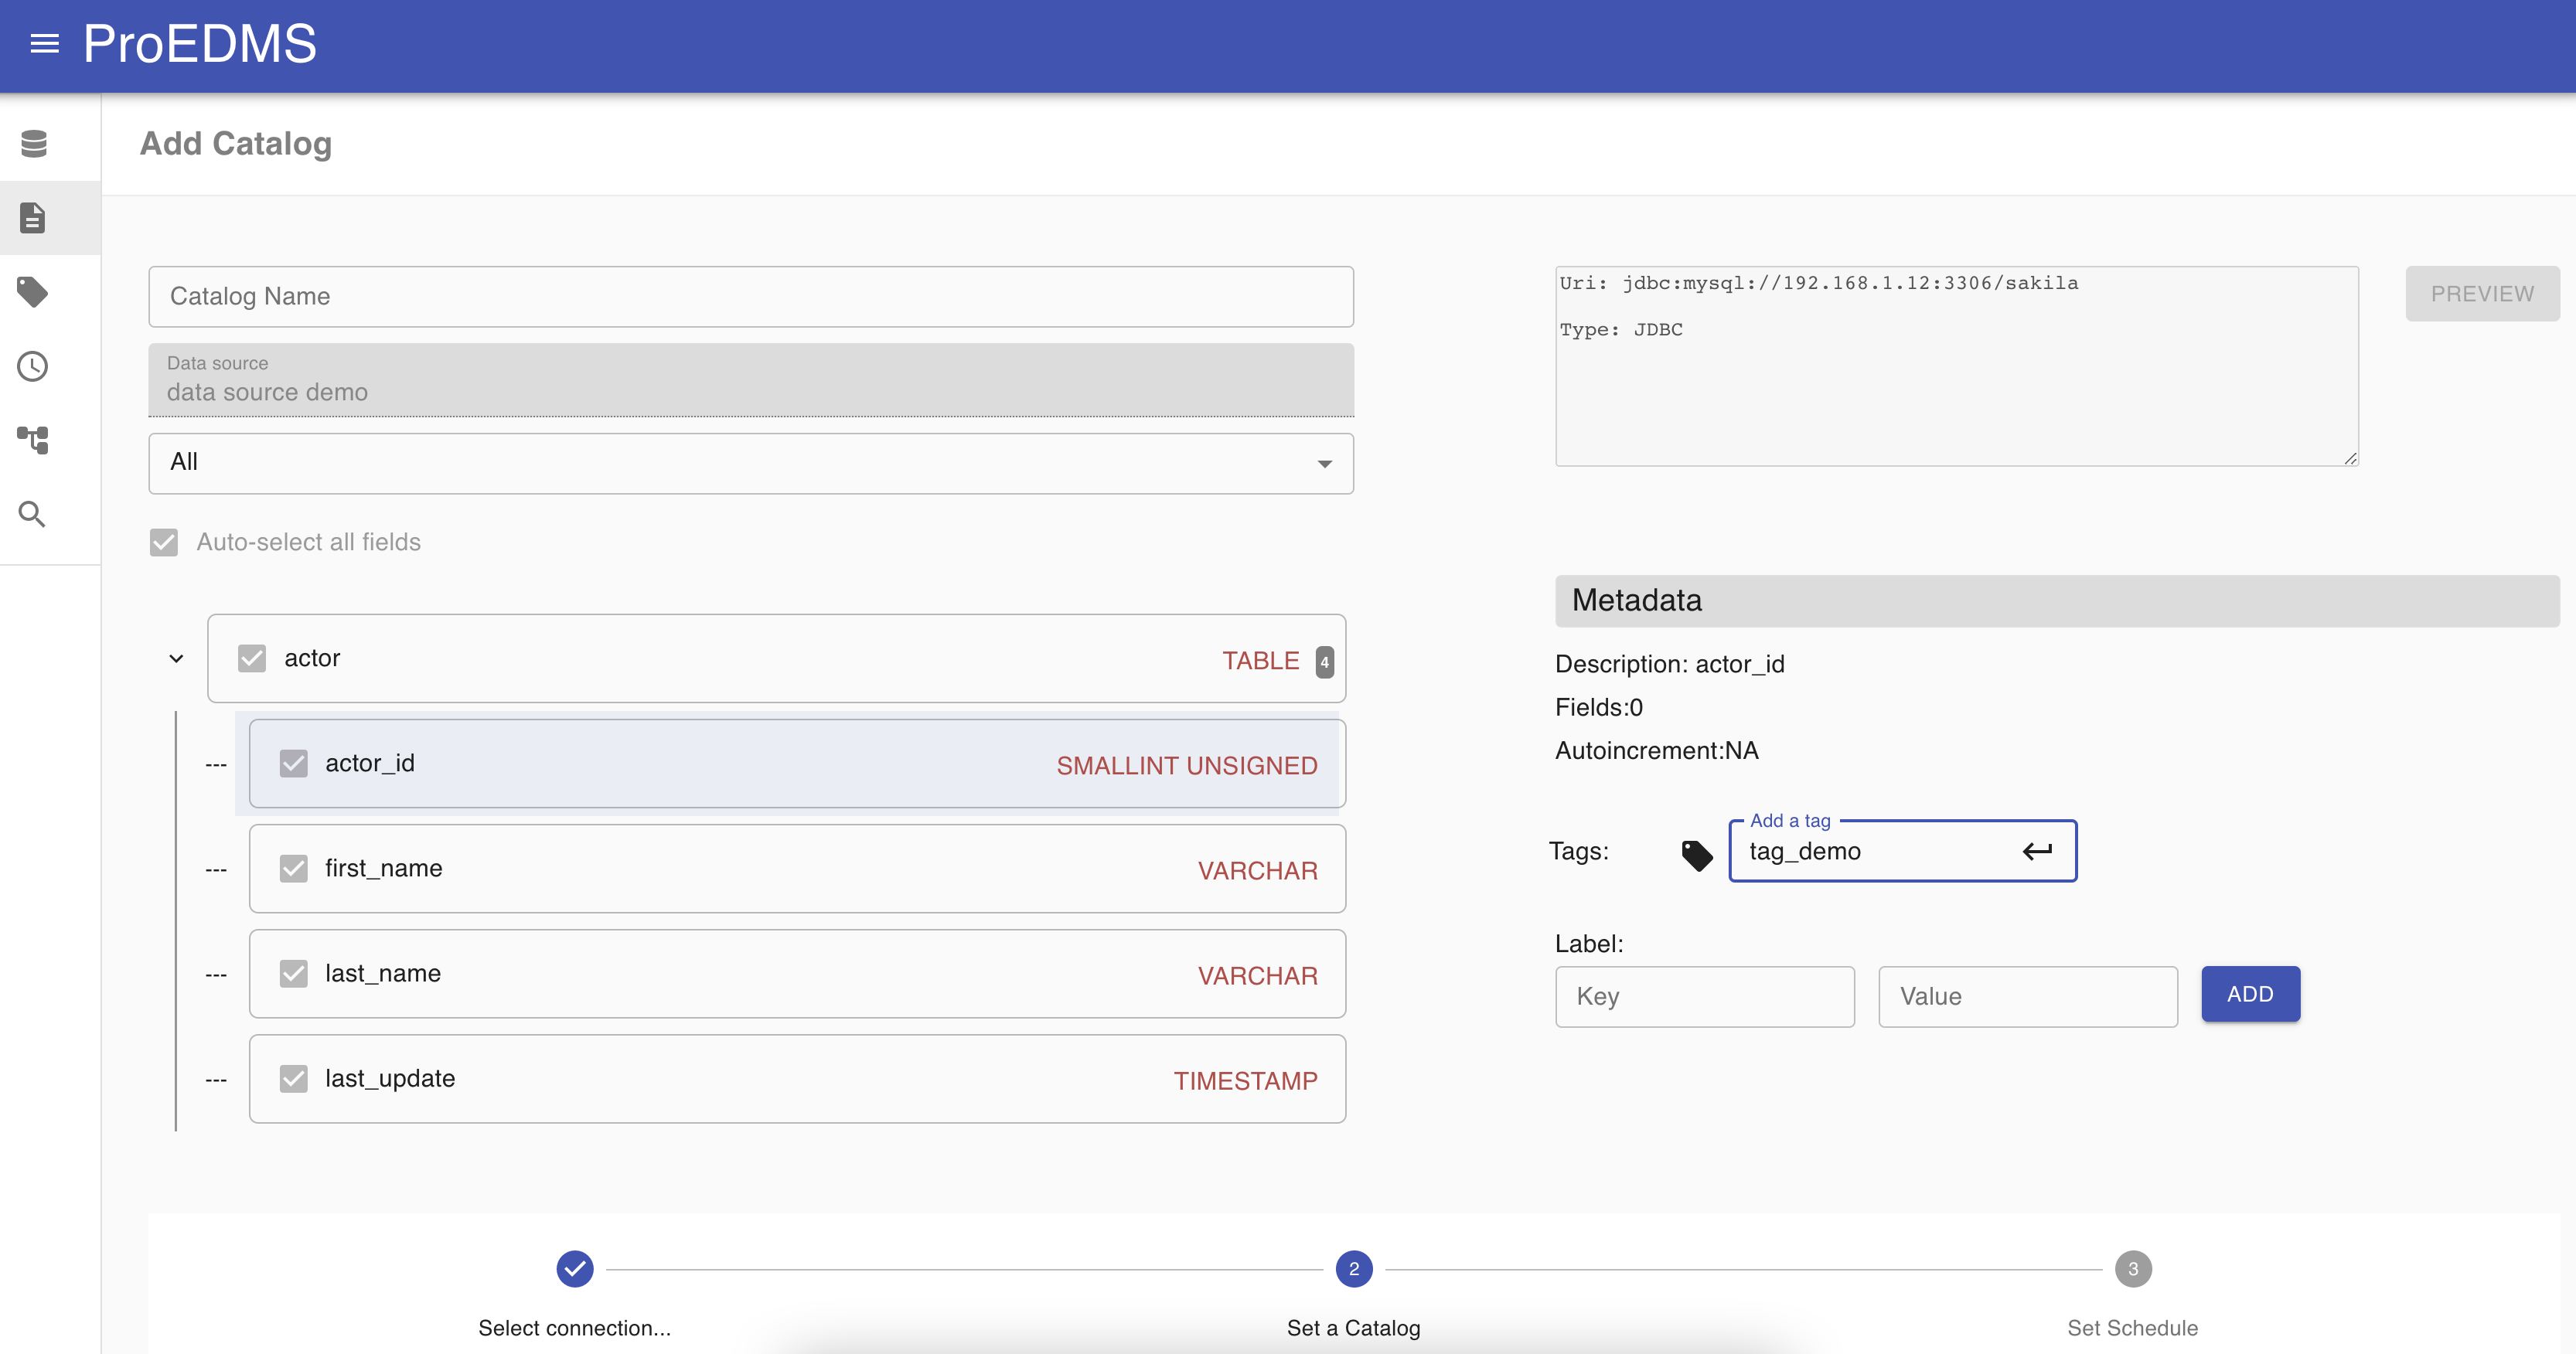 ProEDMS
Add Catalog
Catalog Name
Data source
data source demo
All
Auto-select all fields
actor TABLE 4
--- actor_id SMALLINT UNSIGNED
--- first_name VARCHAR
--- last_name VARCHAR
--- last_update TIMESTAMP
Uri: jdbc:mysql://192.168.1.12:3306/sakila
Type: JDBC
PREVIEW
Metadata
Description: actor_id
Fields:0
Autoincrement:NA
Add a tag
Tags: tag_demo
Label:
Key Value ADD
2 3
Select connection... Set a Catalog Set Schedule